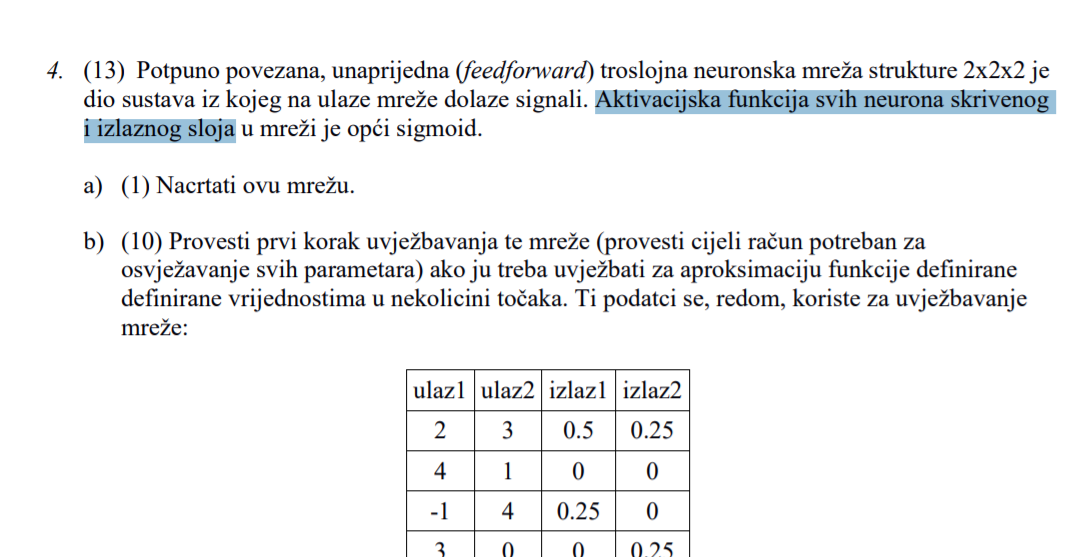 4. (13) Potpuno povezana, unaprijedna (feedforward) troslojna neuronska mreža strukture 2x2x2 je
dio sustava iz kojeg na ulaze mreže dolaze signali. Aktivacijska funkcija svih neurona skrivenog
i izlaznog sloja u mreži je opći sigmoid.
a) (1) Nacrtati ovu mrežu.
b) (10) Provesti prvi korak uvježbavanja te mreže (provesti cijeli račun potreban za
osvježavanje svih parametara) ako ju treba uvježbati za aproksimaciju funkcije definirane
definirane vrijednostima u nekolicini točaka. Ti podatci se, redom, koriste za uvježbavanje
mreže:
ulaz1 ulaz2 izlaz1 izlaz2
2 3 0.5 0.25
4 1 0 0
-1 4 0.25 0
3 0 0 0.25